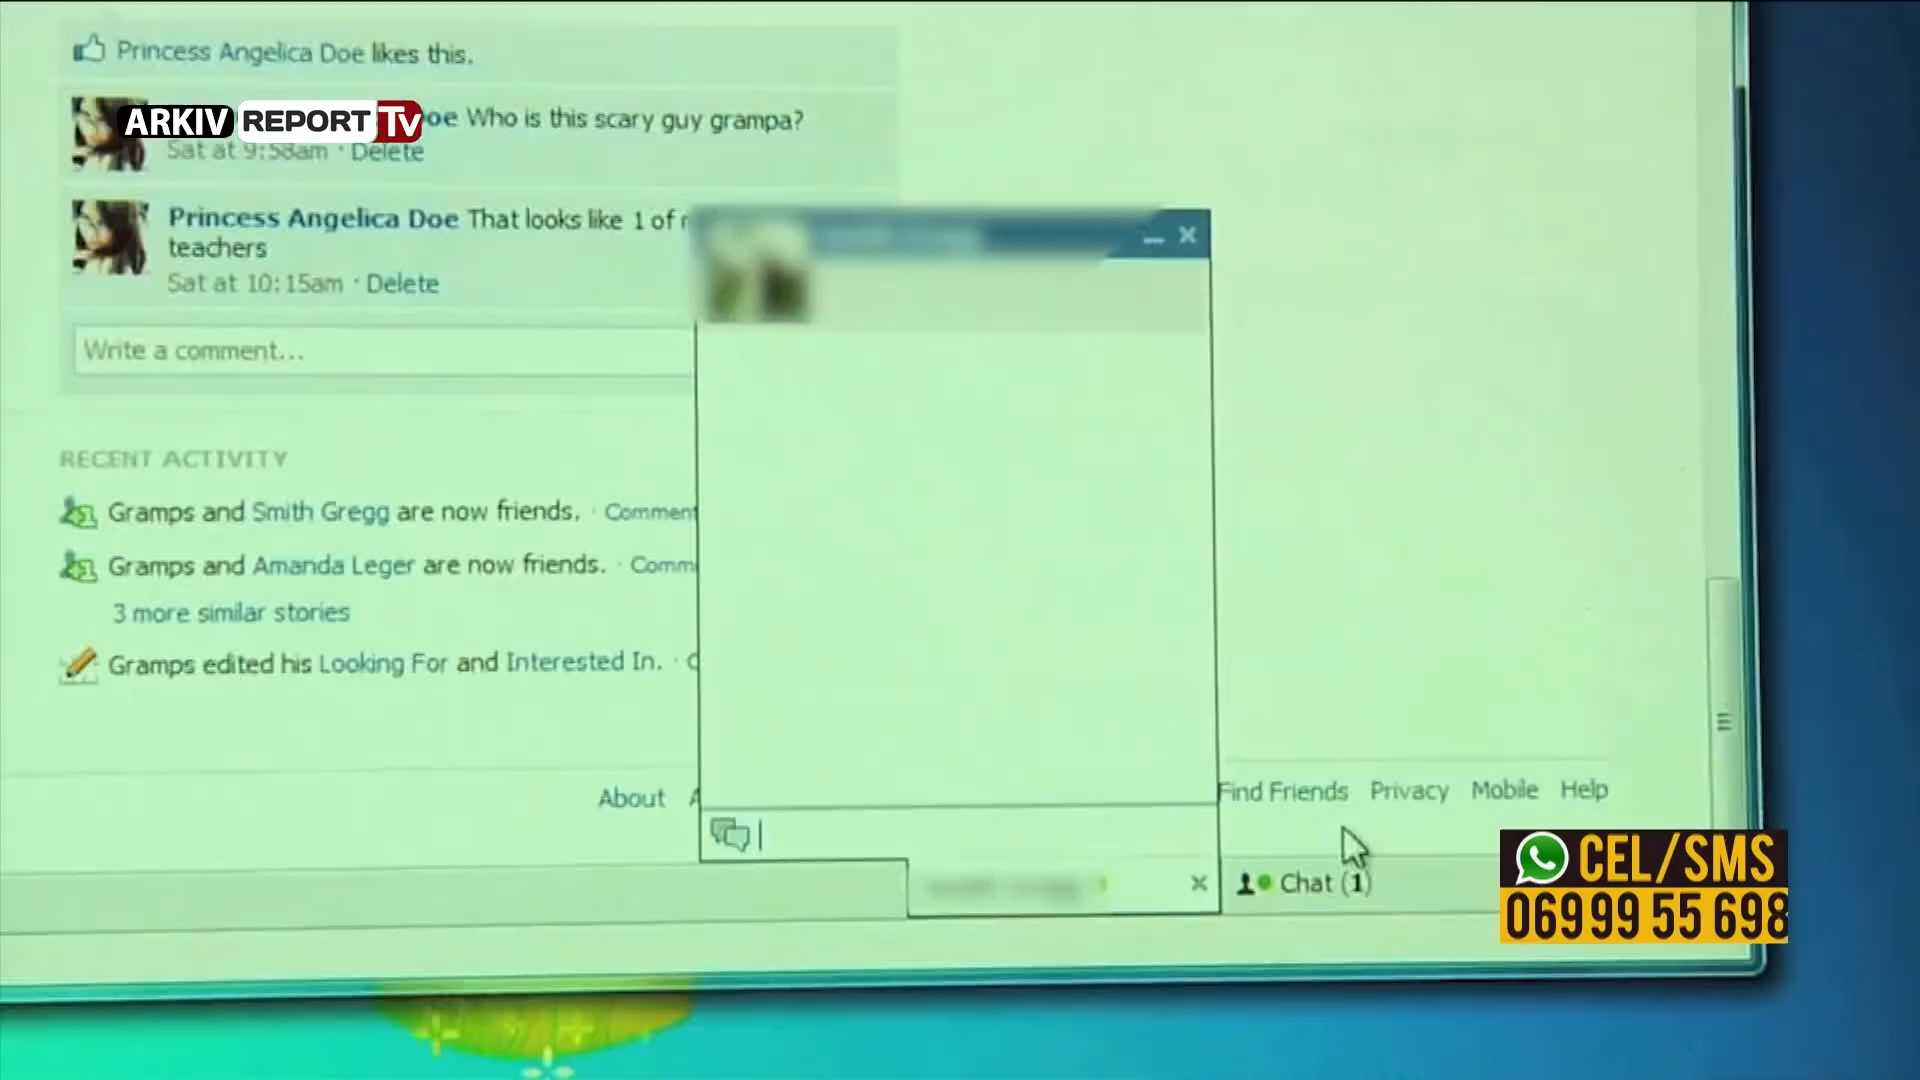 Princess Angelica Doe likes this.
ARKIV REPORT Tv
oe Who is this scary guy grampa?
Sat at 9:58am · Delete
Princess Angelica Doe That looks like 1 of
teachers
Sat at 10:15am · Delete
Write a comment...
RECENT ACTIVITY
Gramps and Smith Gregg are now friends. · Comment
Gramps and Amanda Leger are now friends. · Comm
3 more similar stories
Gramps edited his Looking For and Interested In. ·
About
Find Friends Privacy Mobile Help
Chat (1)
CEL/SMS
069 99 55 698